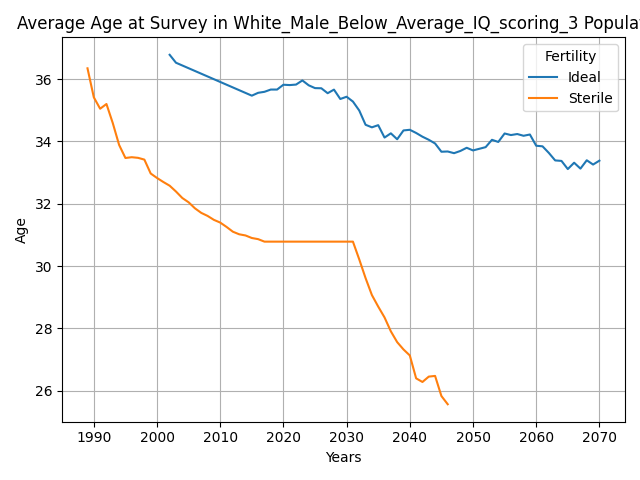 Average Age at Survey in White_Male_Below_Average_IQ_scoring_3 Popula
Fertility
Ideal
Sterile
Age
36
34
32
30
28
26
1990 2000 2010 2020 2030 2040 2050 2060 2070
Years